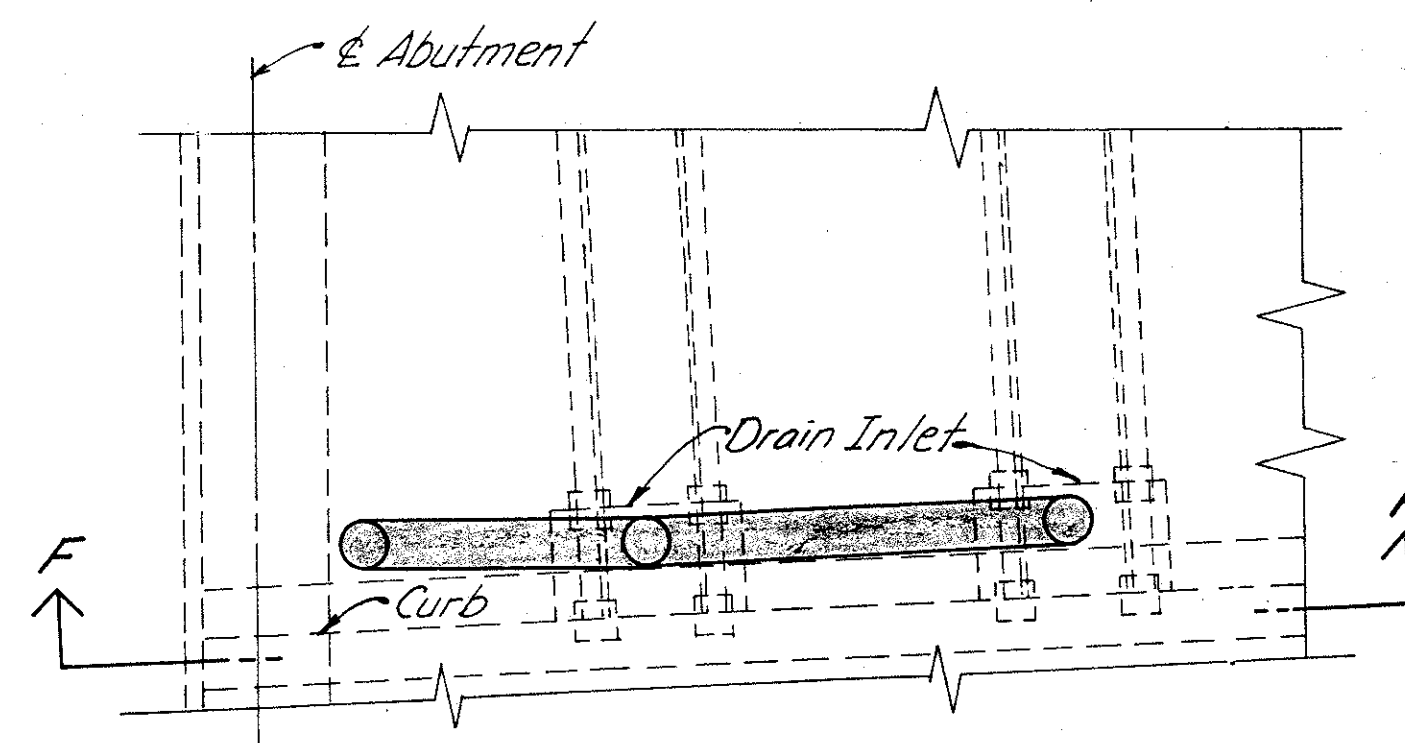 ℄ Abutment
Drain Inlet
F
Curb